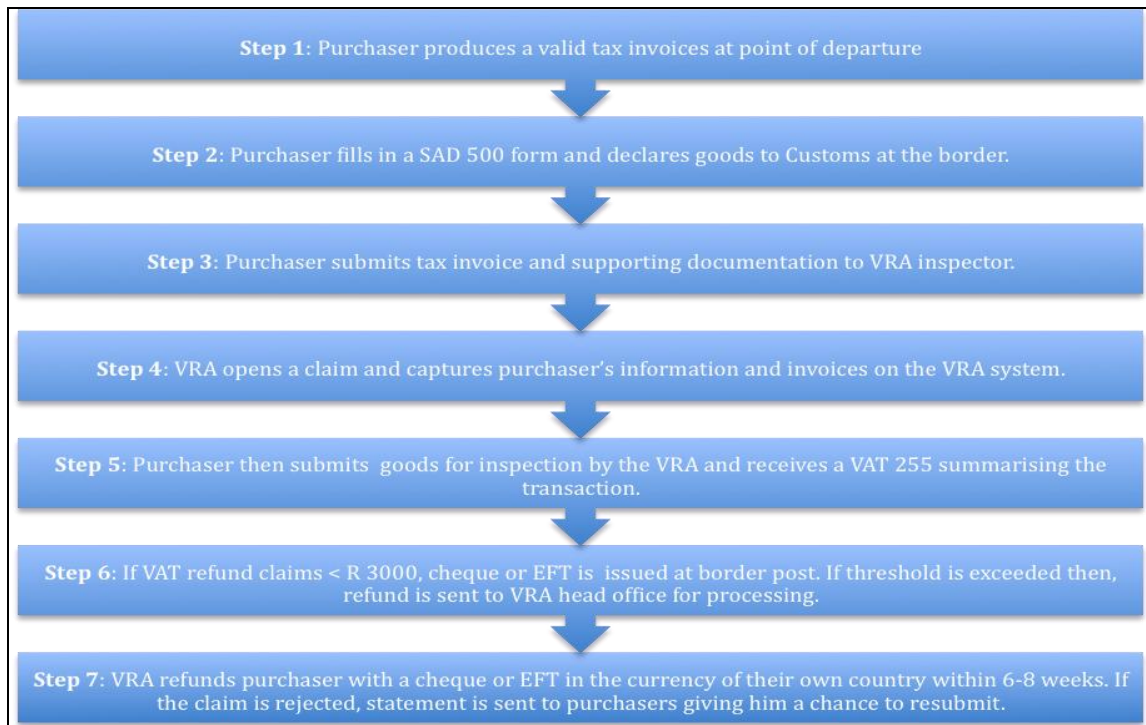 Step 1: Purchaser produces a valid tax invoices at point of departure
Step 2: Purchaser fills in a SAD 500 form and declares goods to Customs at the border.
Step 3: Purchaser submits tax invoice and supporting documentation to VRA inspector.
Step 4: VRA opens a claim and captures purchaser's information and invoices on the VRA system.
Step 5: Purchaser then submits goods for inspection by the VRA and receives a VAT 255 summarising the
transaction.
Step 6: If VAT refund claims < R 3000, cheque or EFT is issued at border post. If threshold is exceeded then,
refund is sent to VRA head office for processing.
Step 7: VRA refunds purchaser with a cheque or EFT in the currency of their own country within 6-8 weeks. If
the claim is rejected, statement is sent to purchasers giving him a chance to resubmit.